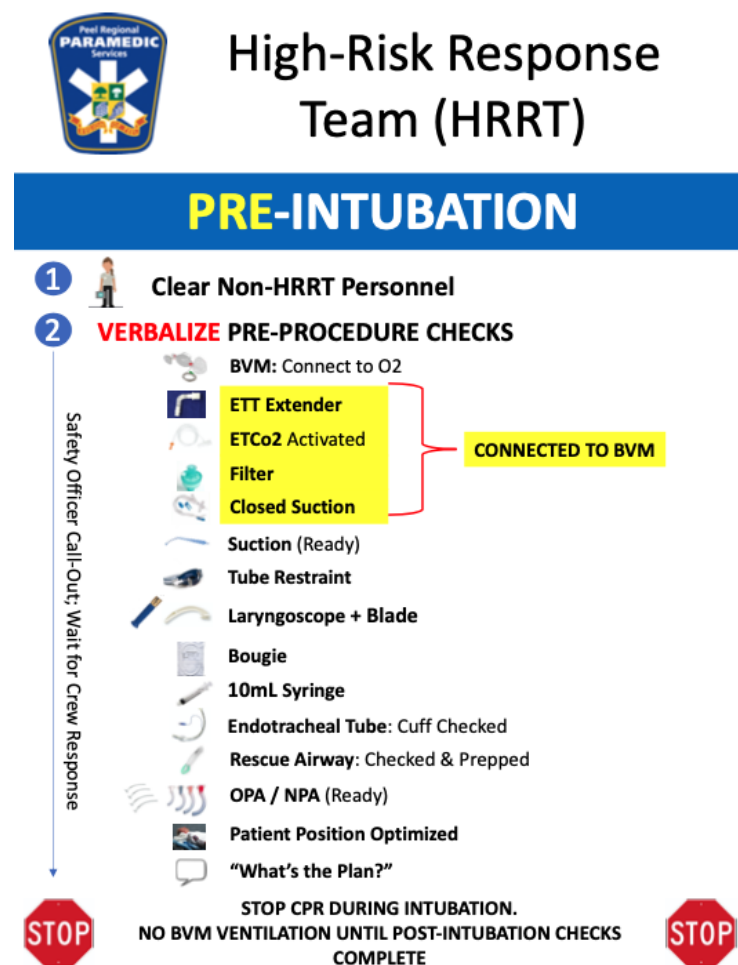 Peel Regional
PARAMEDIC
Services
High-Risk Response
Team (HRRT)
PRE-INTUBATION
1 Clear Non-HRRT Personnel
2 VERBALIZE PRE-PROCEDURE CHECKS
Safety Officer Call-Out; Wait for Crew Response
BVM: Connect to O2
ETT Extender
ETCo2 Activated
Filter
Closed Suction
CONNECTED TO BVM
Suction (Ready)
Tube Restraint
Laryngoscope + Blade
Bougie
10mL Syringe
Endotracheal Tube: Cuff Checked
Rescue Airway: Checked & Prepped
OPA / NPA (Ready)
Patient Position Optimized
“What’s the Plan?”
STOP
STOP CPR DURING INTUBATION.
NO BVM VENTILATION UNTIL POST-INTUBATION CHECKS
COMPLETE
STOP